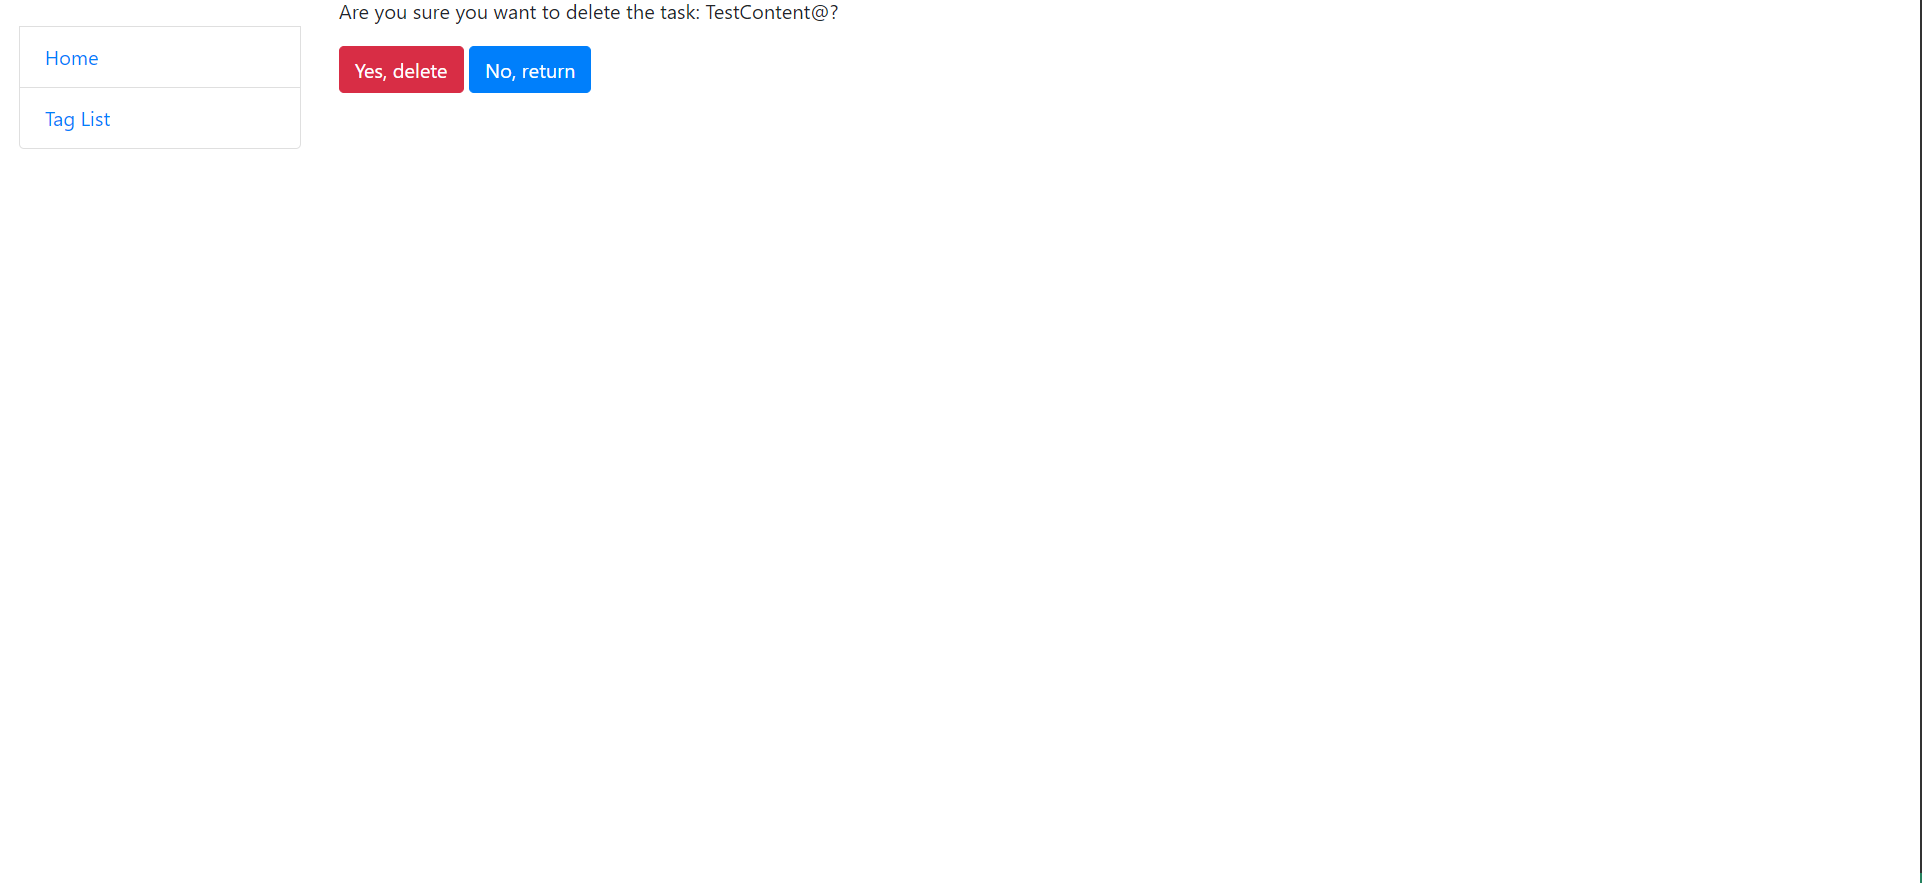 Are you sure you want to delete the task: TestContent@?
Home
Tag List
Yes, delete
No, return